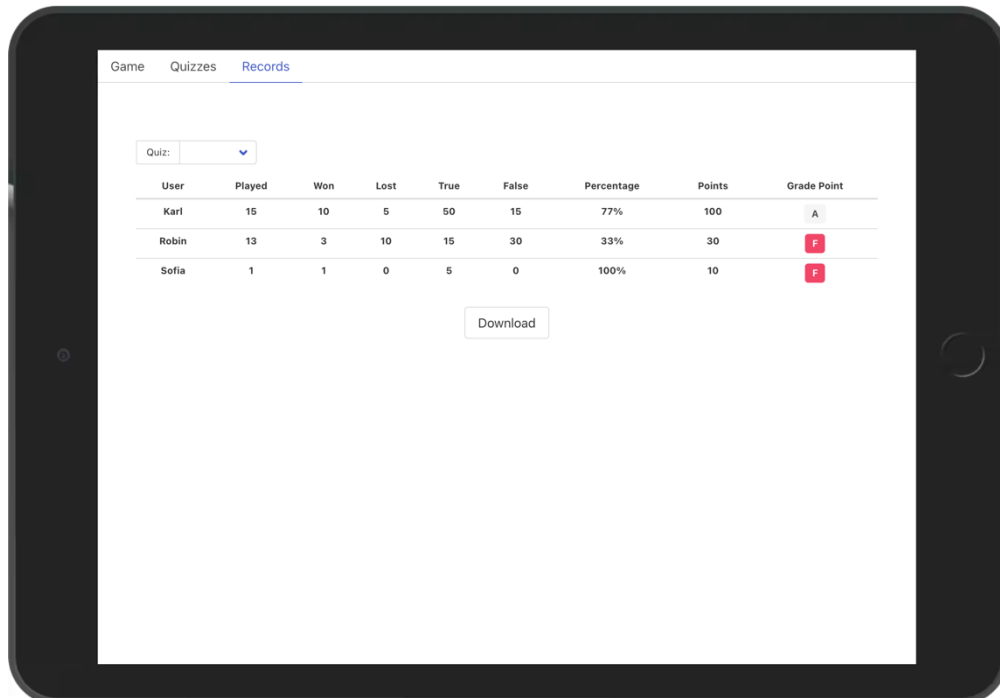 Game Quizzes Records
Quiz:
User Played Won Lost True False Percentage Points Grade Point
Karl 15 10 5 50 15 77% 100 A
Robin 13 3 10 15 30 33% 30 F
Sofia 1 1 0 5 0 100% 10 F
Download